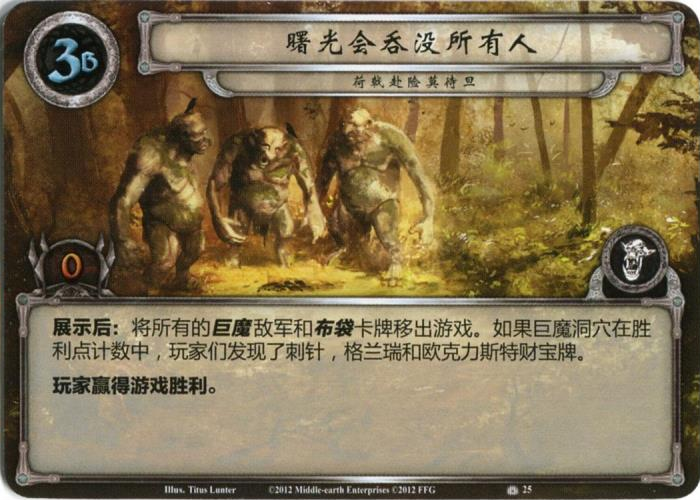 3B
曙光会吞没所有人
荷戟赴险莫待旦
0
展示后：将所有的巨魔敌军和布袋卡牌移出游戏。如果巨魔洞穴在胜
利点计数中，玩家们发现了刺针，格兰瑞和欧克力斯特财宝牌。
玩家赢得游戏胜利。
Illus. Titus Lunter ©2012 Middle-earth Enterprises ©2012 FFG 25